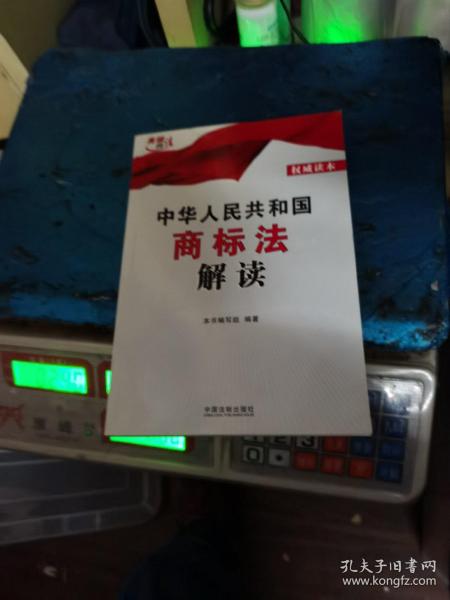 权威读本
中华人民共和国
商标法
解读
本书编写组 编著
中国法制出版社
孔夫子旧书网
www.kongfz.com